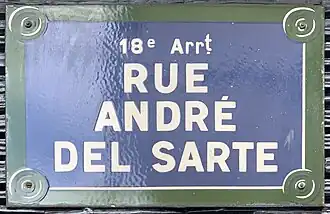 18e Arrt
RUE
ANDRÉ
DEL SARTE